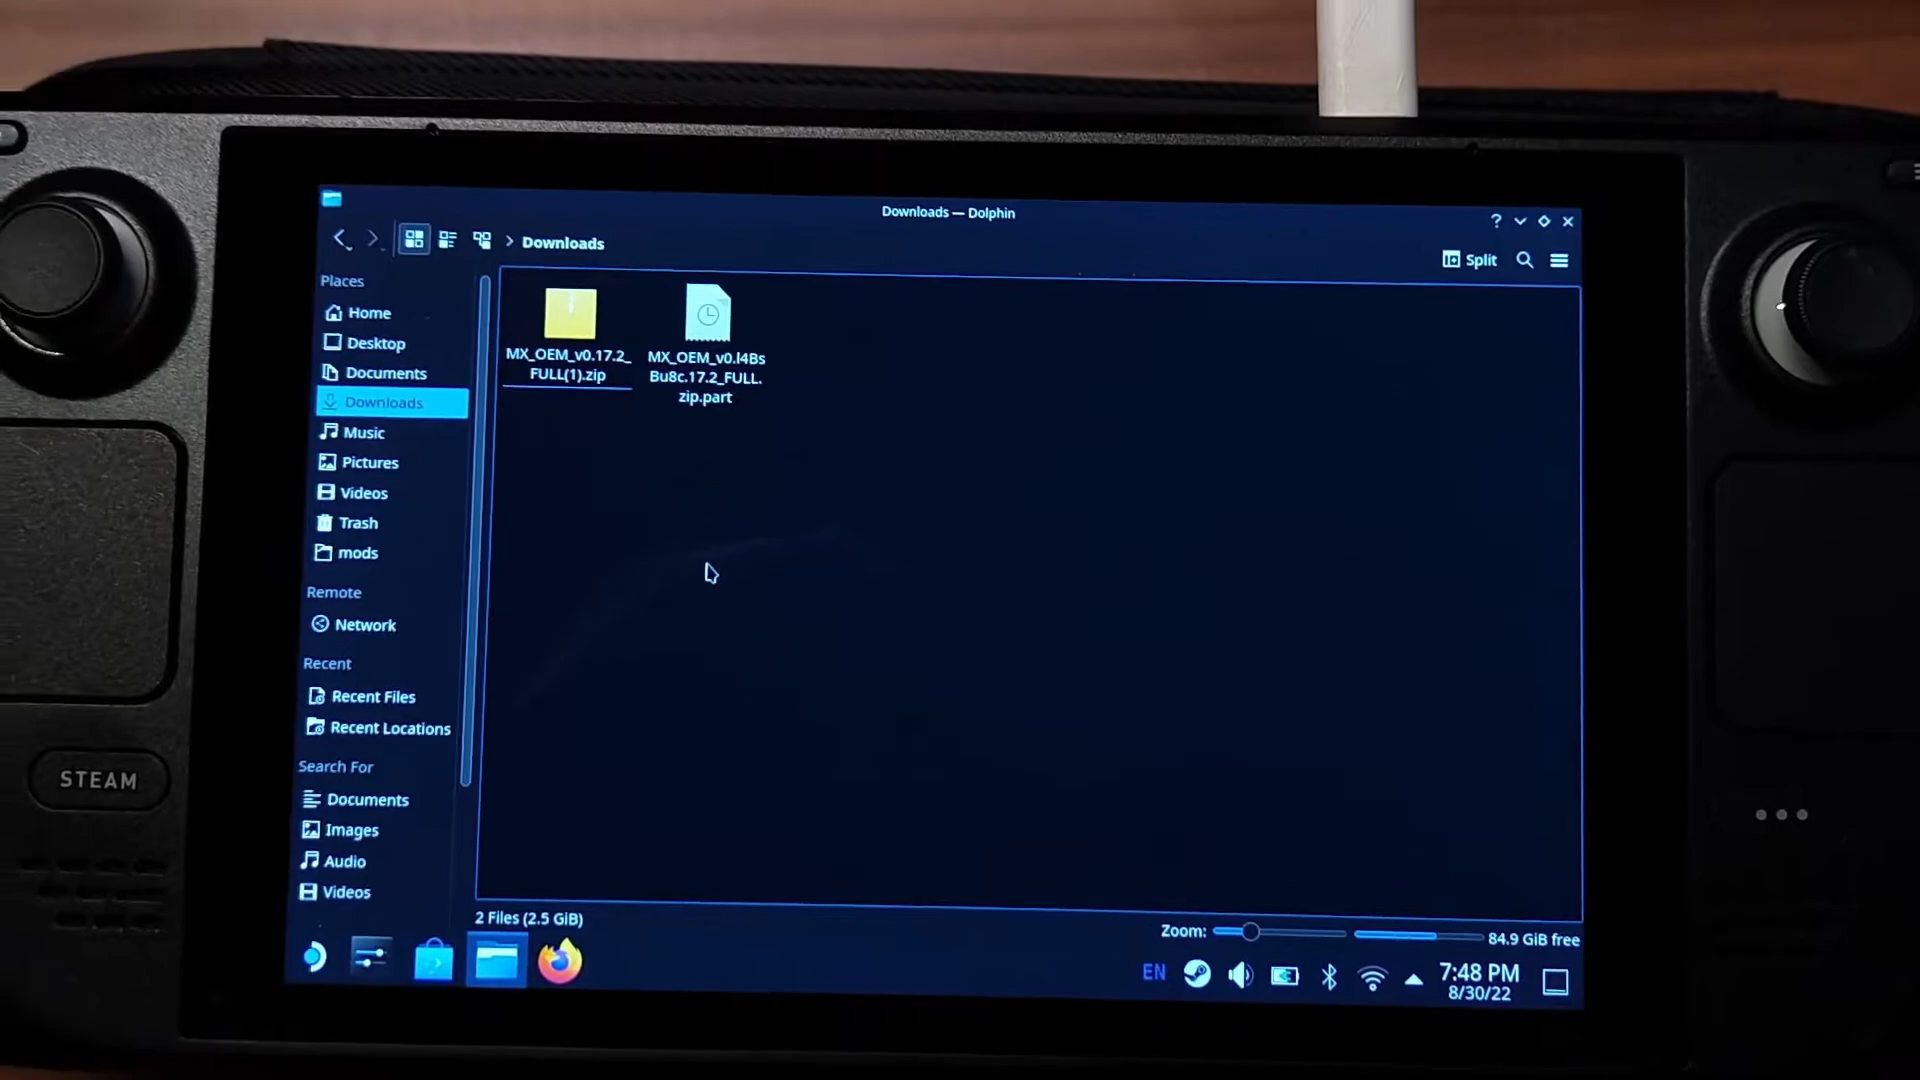 Downloads — Dolphin
Downloads
Split
Places
Home
Desktop
Documents
Downloads
Music
Pictures
Videos
Trash
mods
Remote
Network
Recent
Recent Files
Recent Locations
Search For
Documents
Images
Audio
Videos
MX_OEM_v0.17.2_
FULL(1).zip
MX_OEM_v0.l4Bs
Bu8c.17.2_FULL.
zip.part
2 Files (2.5 GiB)
Zoom:
84.9 GiB free
EN
7:48 PM
8/30/22
STEAM